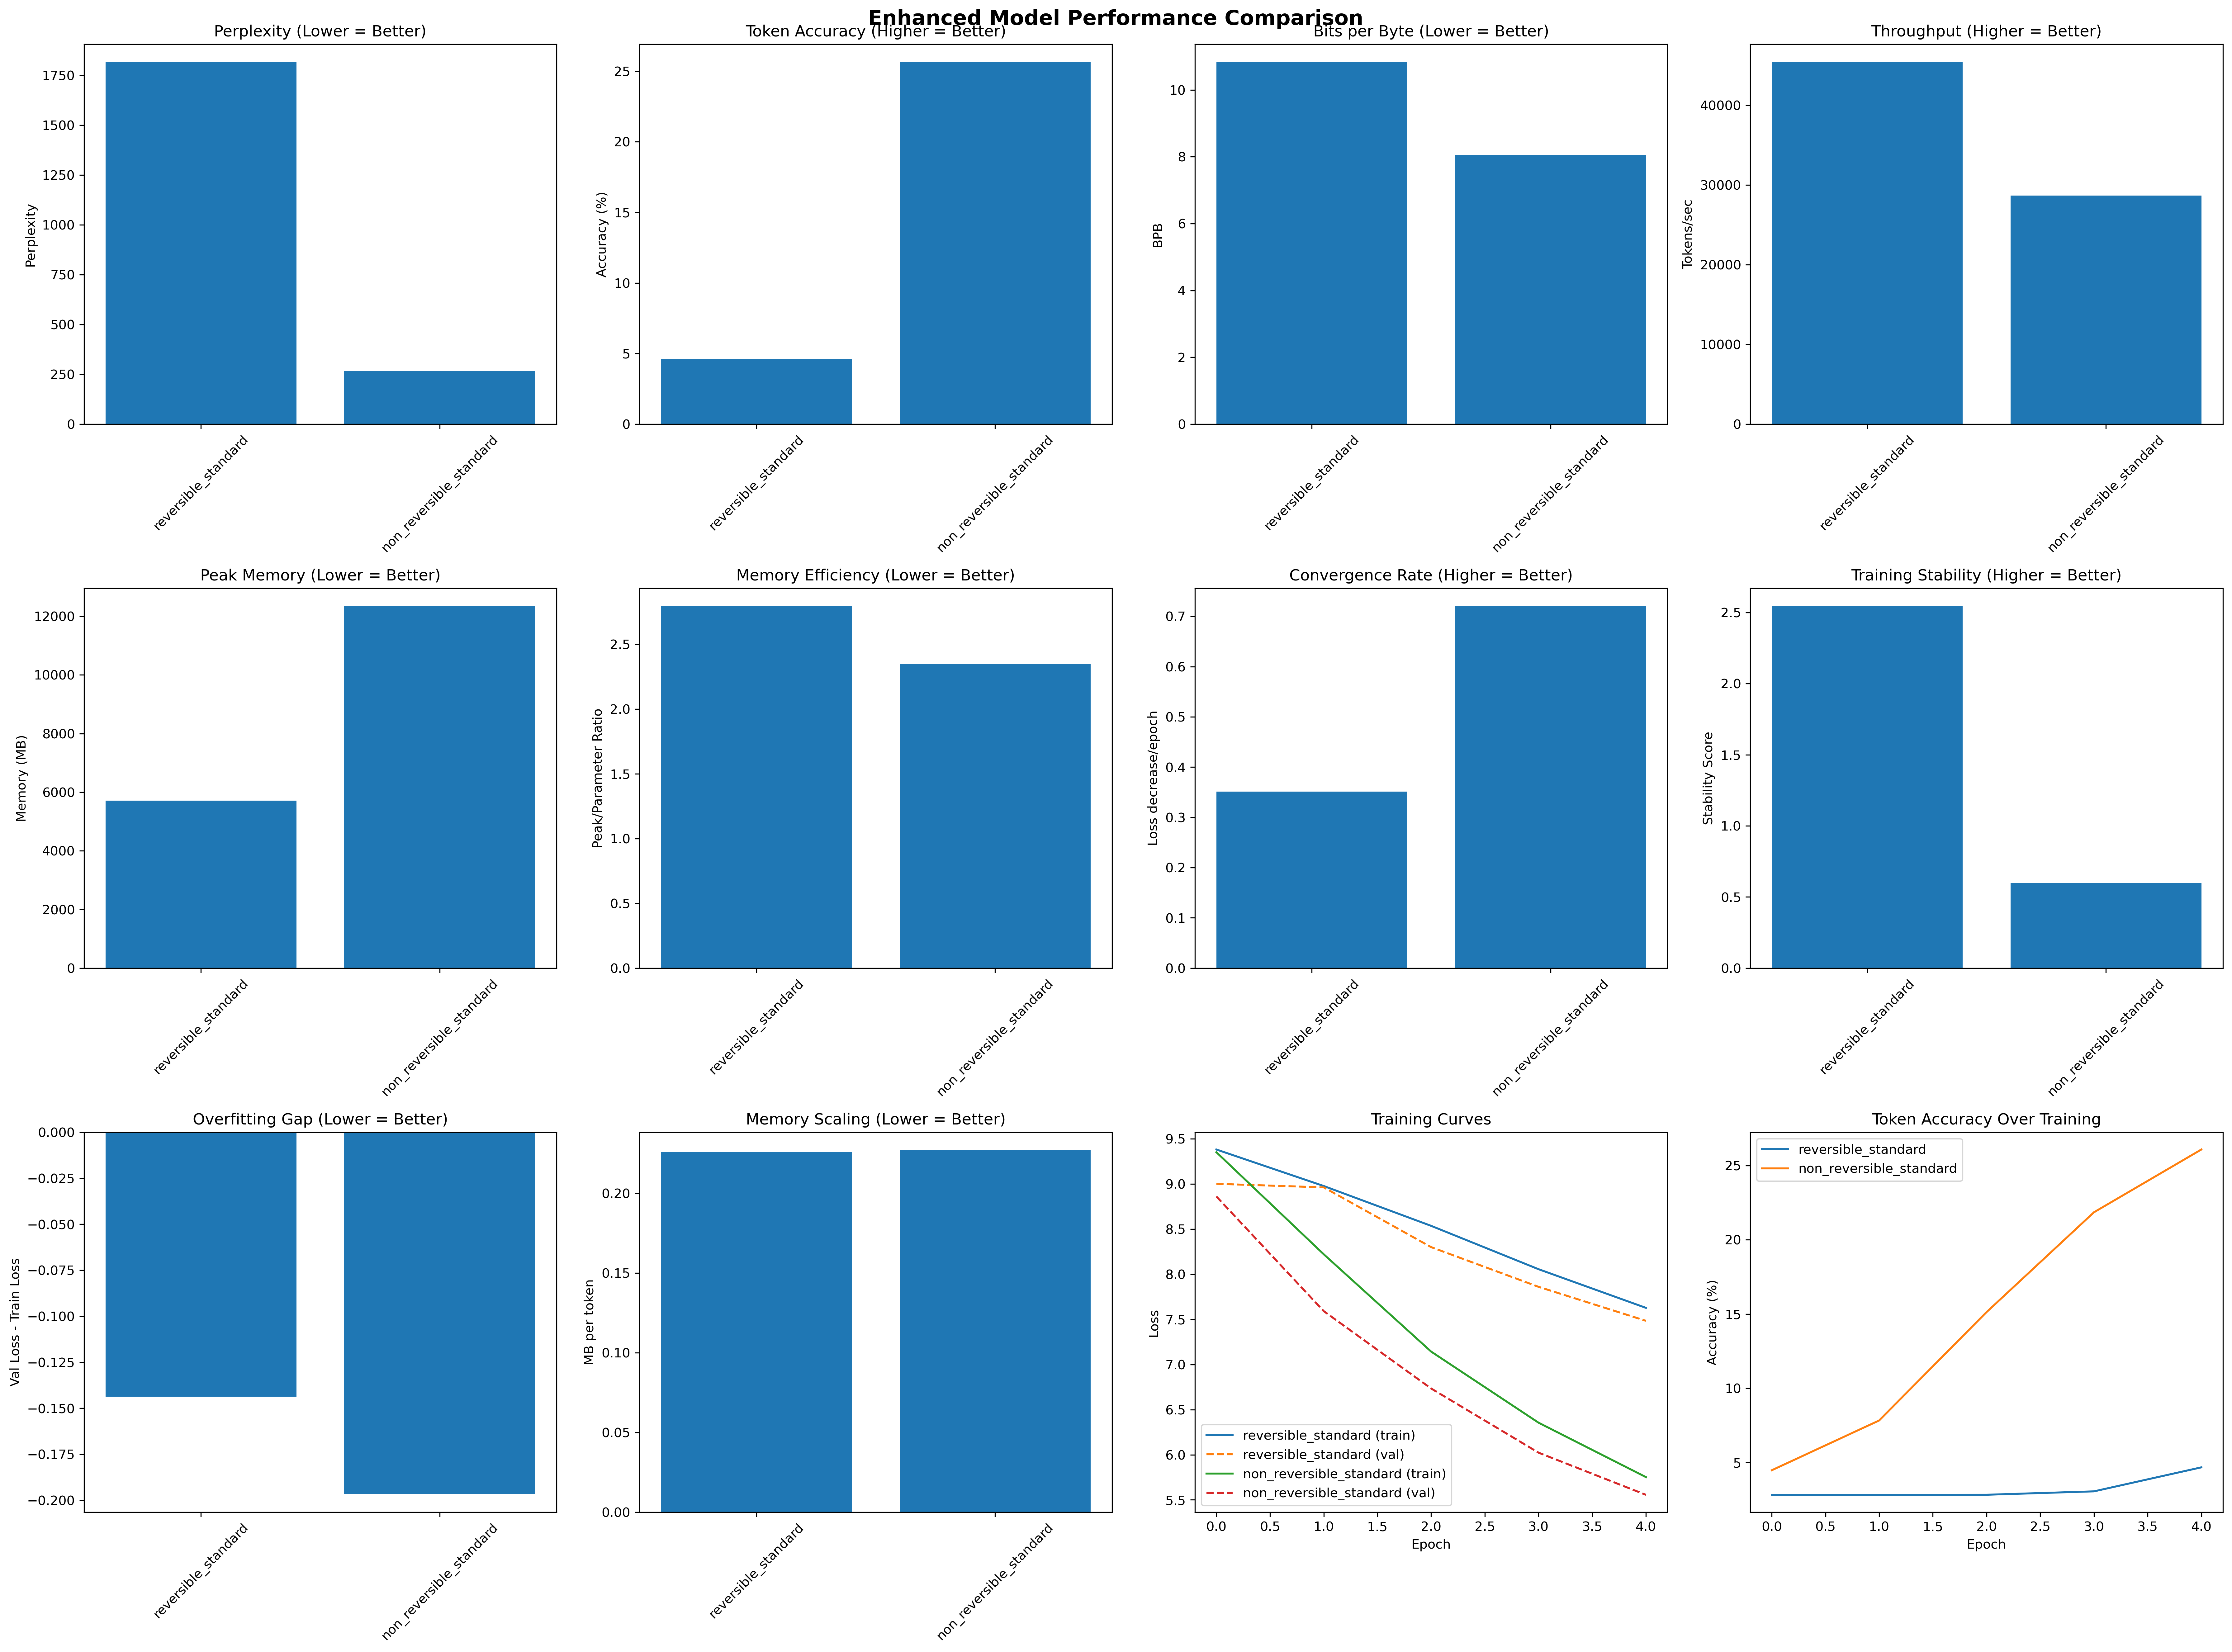 Enhanced Model Performance Comparison
Perplexity (Lower = Better)
Perplexity
1750
1500
1250
1000
750
500
250
0
reversible_standard
non_reversible_standard
Token Accuracy (Higher = Better)
Accuracy (%)
25
20
15
10
5
0
reversible_standard
non_reversible_standard
Bits per Byte (Lower = Better)
BPB
10
8
6
4
2
0
reversible_standard
non_reversible_standard
Throughput (Higher = Better)
Tokens/sec
40000
30000
20000
10000
0
reversible_standard
non_reversible_standard
Peak Memory (Lower = Better)
Memory (MB)
12000
10000
8000
6000
4000
2000
0
reversible_standard
non_reversible_standard
Memory Efficiency (Lower = Better)
Peak/Parameter Ratio
2.5
2.0
1.5
1.0
0.5
0.0
reversible_standard
non_reversible_standard
Convergence Rate (Higher = Better)
Loss decrease/epoch
0.7
0.6
0.5
0.4
0.3
0.2
0.1
0.0
reversible_standard
non_reversible_standard
Training Stability (Higher = Better)
Stability Score
2.5
2.0
1.5
1.0
0.5
0.0
reversible_standard
non_reversible_standard
Overfitting Gap (Lower = Better)
Val Loss - Train Loss
0.000
−0.025
−0.050
−0.075
−0.100
−0.125
−0.150
−0.175
−0.200
reversible_standard
non_reversible_standard
Memory Scaling (Lower = Better)
MB per token
0.20
0.15
0.10
0.05
0.00
reversible_standard
non_reversible_standard
Training Curves
Loss
9.5
9.0
8.5
8.0
7.5
7.0
6.5
6.0
5.5
reversible_standard (train)
reversible_standard (val)
non_reversible_standard (train)
non_reversible_standard (val)
0.0 0.5 1.0 1.5 2.0 2.5 3.0 3.5 4.0
Epoch
Token Accuracy Over Training
Accuracy (%)
25
20
15
10
5
reversible_standard
non_reversible_standard
0.0 0.5 1.0 1.5 2.0 2.5 3.0 3.5 4.0
Epoch